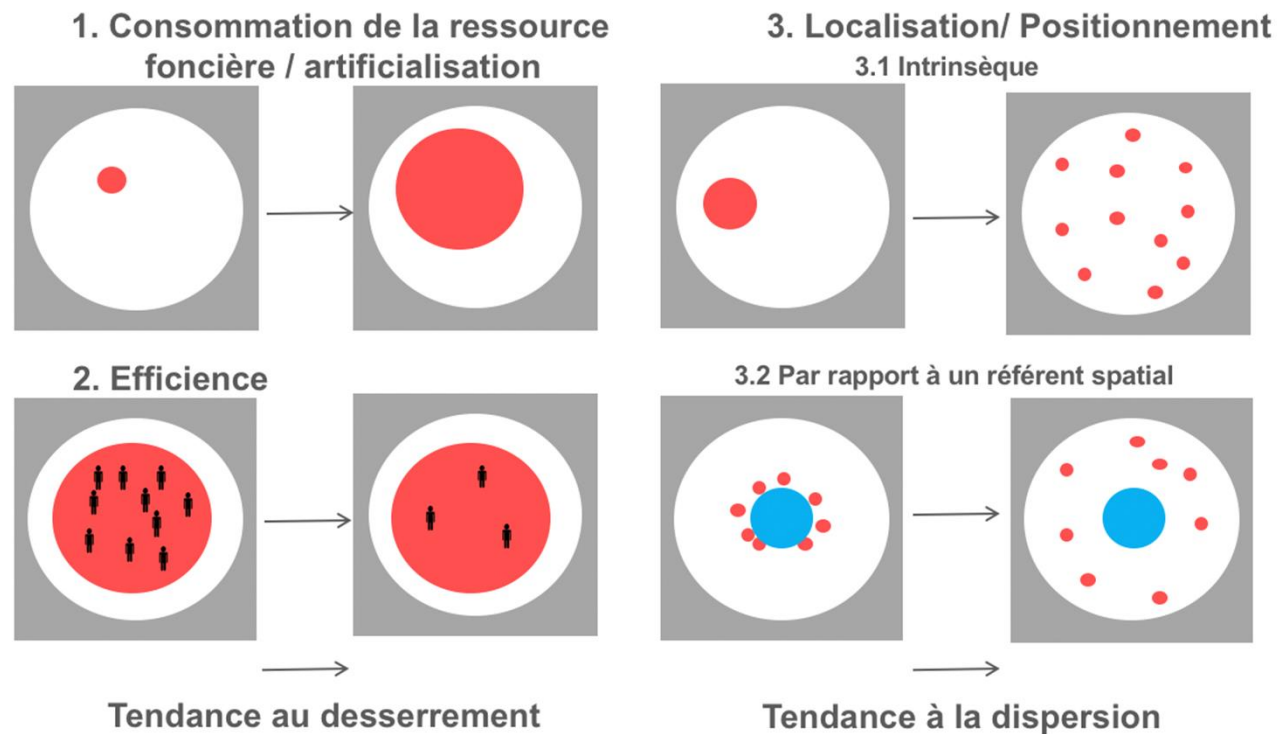 1. Consommation de la ressource
foncière / artificialisation
2. Efficience
Tendance au desserrement
3. Localisation/ Positionnement
3.1 Intrinsèque
3.2 Par rapport à un référent spatial
Tendance à la dispersion